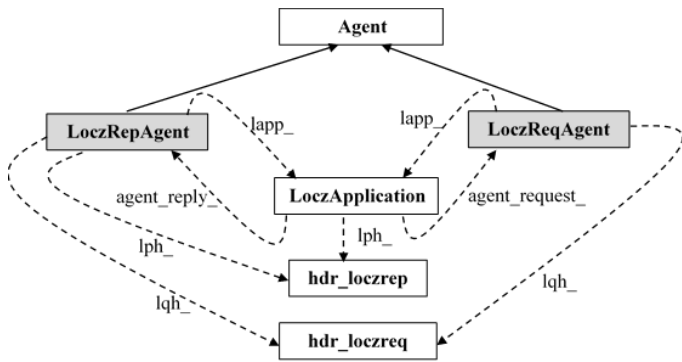 Agent
LoczRepAgent
lapp_
lapp_
LoczReqAgent
agent_reply_
LoczApplication
agent_request_
lph_
lph_
hdr_loczrep
lqh_
lqh_
hdr_loczreq